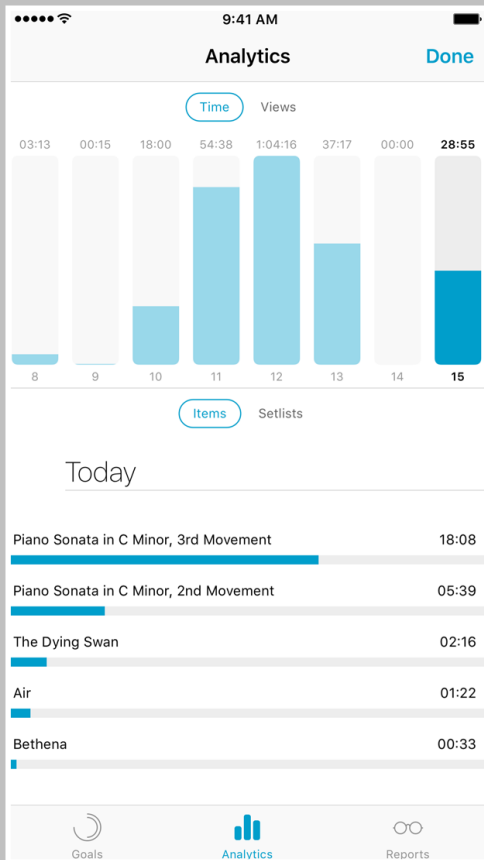 9:41 AM
Analytics
Done
Time Views
03:13 00:15 18:00 54:38 1:04:16 37:17 00:00 28:55
8 9 10 11 12 13 14 15
Items Setlists
Today
Piano Sonata in C Minor, 3rd Movement 18:08
Piano Sonata in C Minor, 2nd Movement 05:39
The Dying Swan 02:16
Air 01:22
Bethena 00:33
Goals Analytics Reports